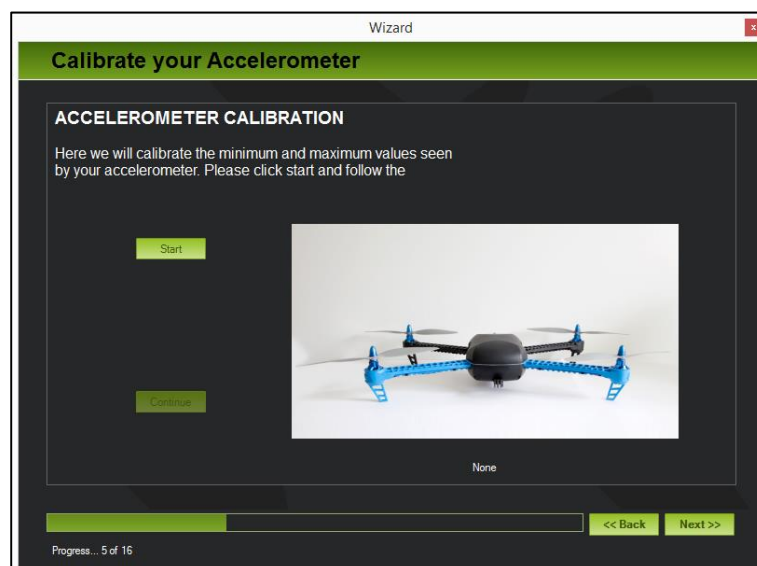 Wizard
x
Calibrate your Accelerometer
ACCELEROMETER CALIBRATION
Here we will calibrate the minimum and maximum values seen
by your accelerometer. Please click start and follow the
Start
Continue
None
<< Back
Next >>
Progress... 5 of 16